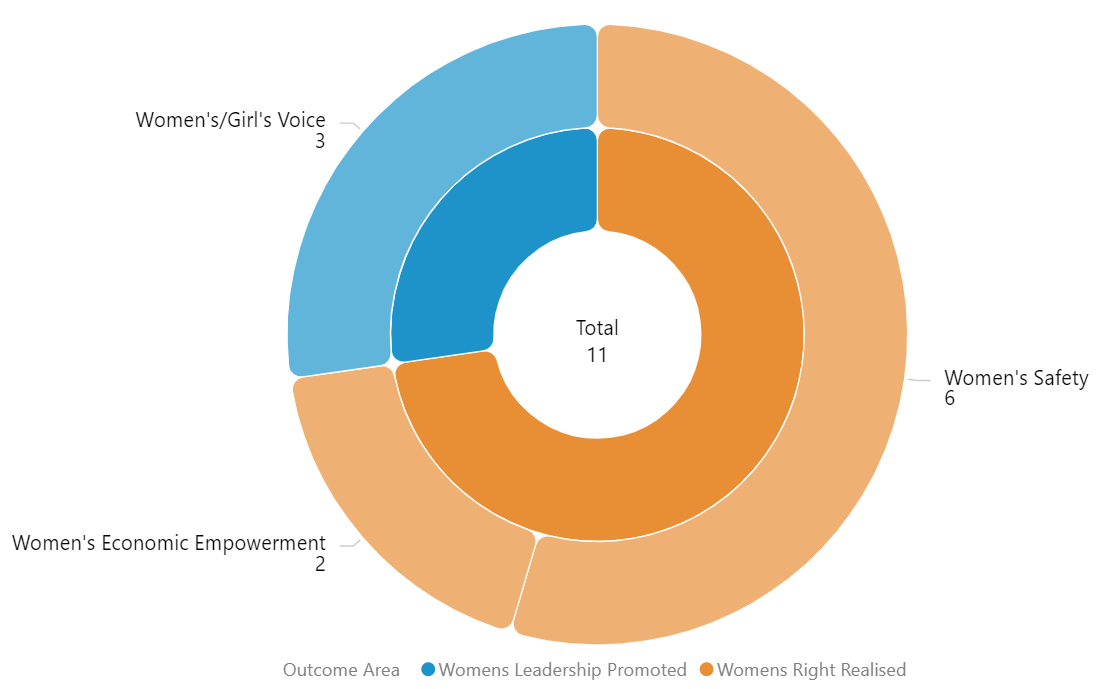 Women's/Girl's Voice
3
Total
11
Women's Safety
6
Women's Economic Empowerment
2
Outcome Area Womens Leadership Promoted Womens Right Realised